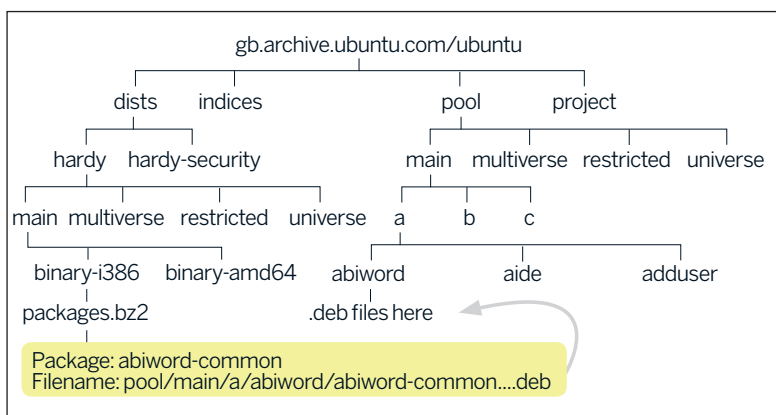 gb.archive.ubuntu.com/ubuntu
dists indices pool project
hardy hardy-security main multiverse restricted universe
main multiverse restricted universe a b c
binary-i386 binary-amd64 abiword aide adduser
packages.bz2 .deb files here
Package: abiword-common
Filename: pool/main/a/abiword/abiword-common....deb